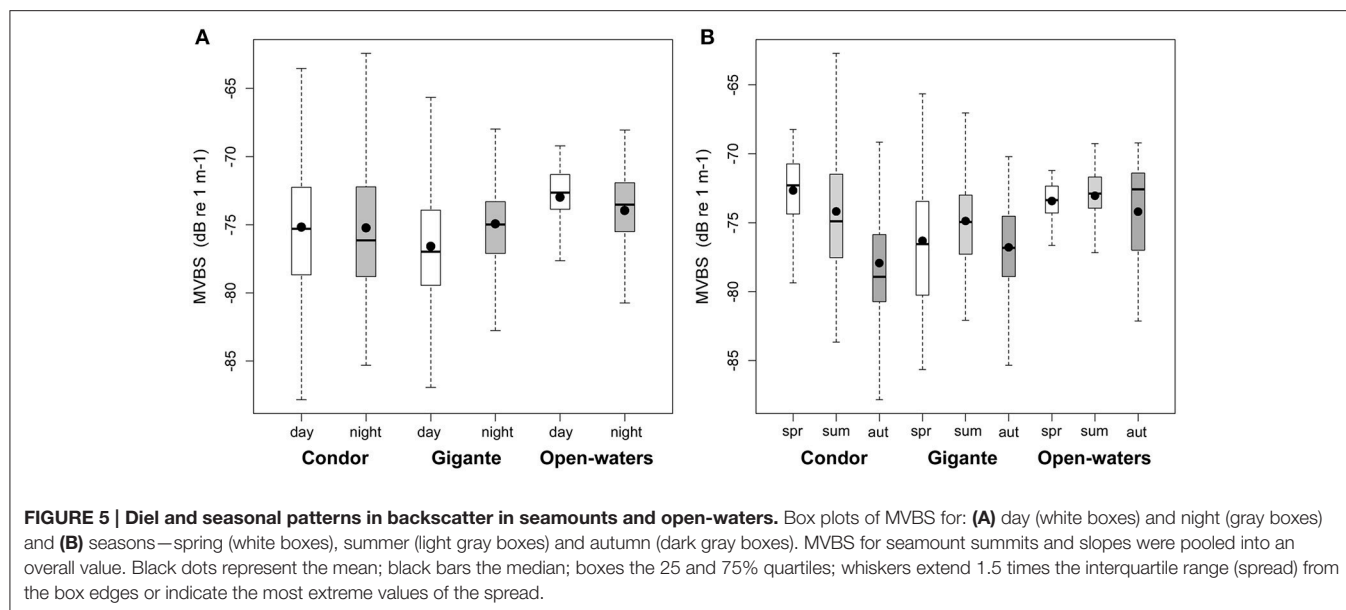 A
B
MVBS (dB re 1 m-1)
-65
-70
-75
-80
-85
day night day night day night
Condor Gigante Open-waters
MVBS (dB re 1 m-1)
-65
-70
-75
-80
-85
spr sum aut spr sum aut spr sum aut
Condor Gigante Open-waters
FIGURE 5 | Diel and seasonal patterns in backscatter in seamounts and open-waters. Box plots of MVBS for: (A) day (white boxes) and night (gray boxes)
and (B) seasons—spring (white boxes), summer (light gray boxes) and autumn (dark gray boxes). MVBS for seamount summits and slopes were pooled into an
overall value. Black dots represent the mean; black bars the median; boxes the 25 and 75% quartiles; whiskers extend 1.5 times the interquartile range (spread) from
the box edges or indicate the most extreme values of the spread.